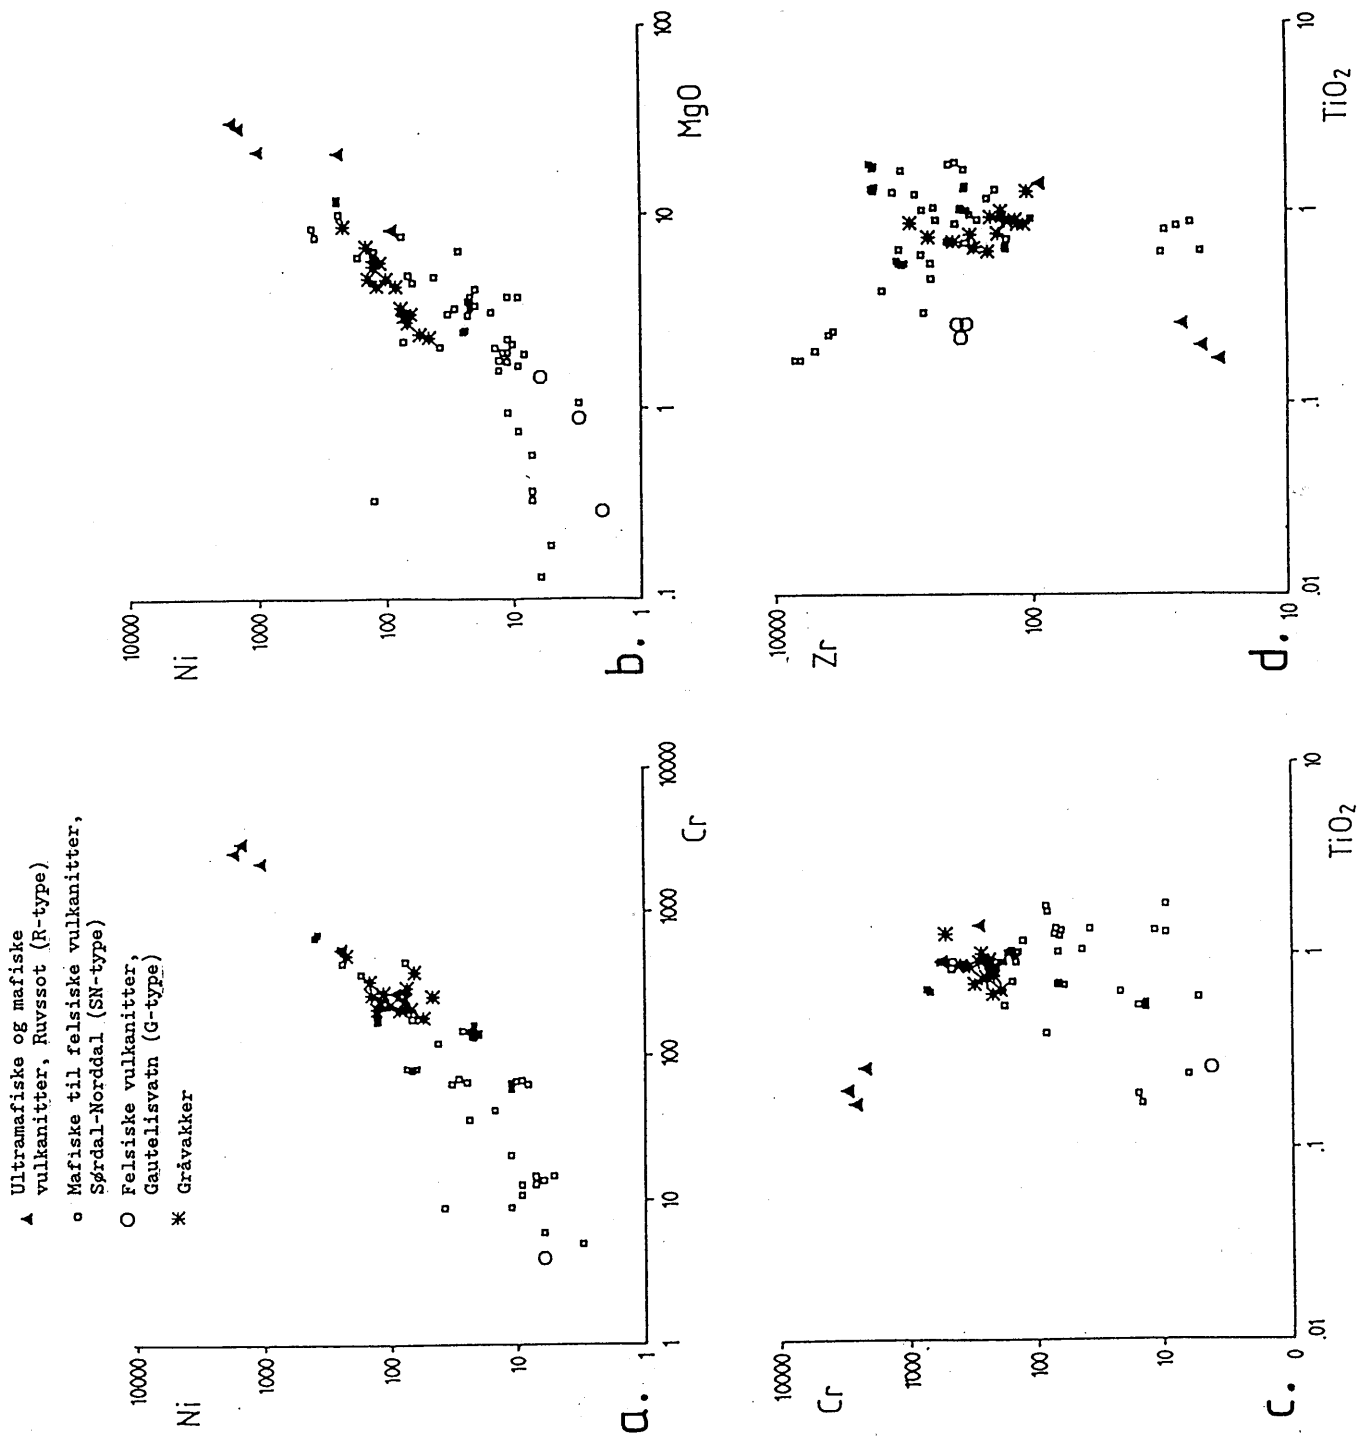 ▲ Ultramafiske og mafiske
vulkanitter, Ruvssot (R-type)
▫ Mafiske til felsiske vulkanitter,
Sørdal-Norddal (SN-type)
○ Felsiske vulkanitter,
Gautelisvatn (G-type)
✳ Gråvakker
10000
Ni
1000
100
10
1
a.
1
10
100
1000
10000
Cr
10000
Ni
1000
100
10
1
b.
.1
1
10
100
MgO
10000
Cr
1000
100
10
0
c.
.01
.1
1
10
TiO₂
10000
Zr
100
10
d.
.01
.1
1
10
TiO₂